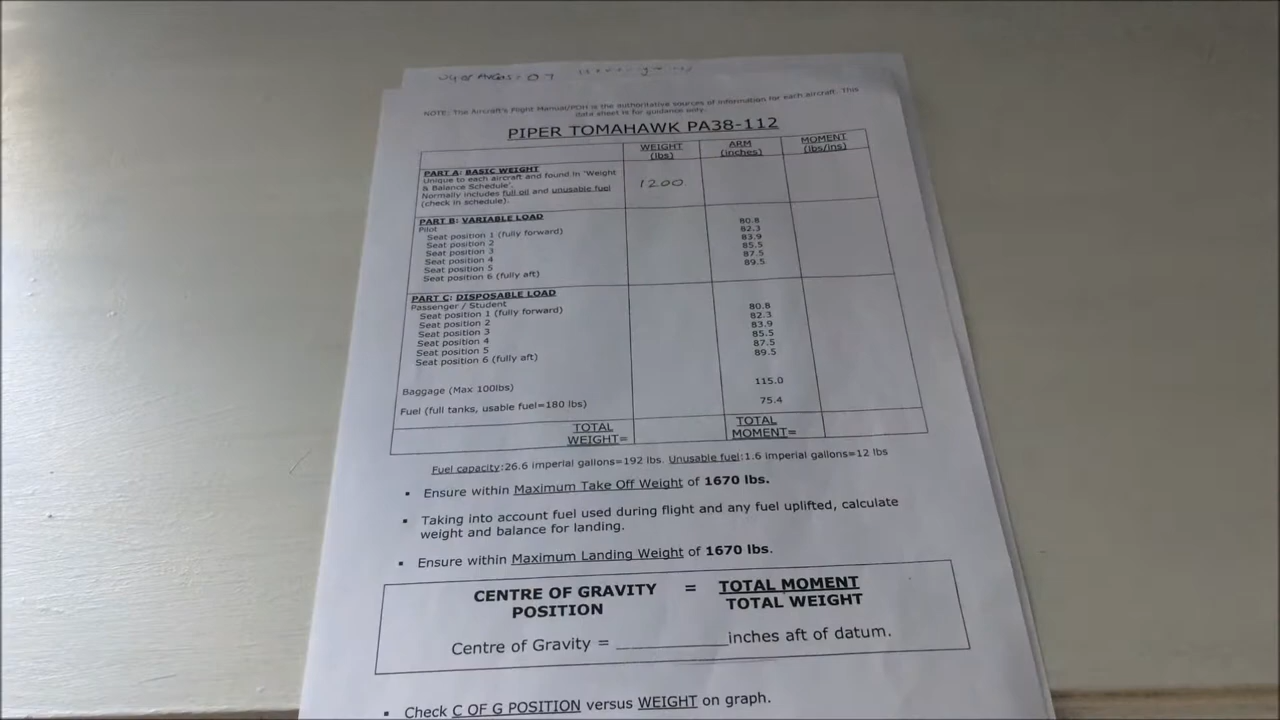 NOTE: The Aircraft's Flight Manual/POH is the authoritative sources of information for each aircraft. This
data sheet is for guidance only.
PIPER TOMAHAWK PA38-112
WEIGHT
(lbs)
ARM
(inches)
MOMENT
(lbs/ins)
PART A: BASIC WEIGHT
Unique to each aircraft and found in 'Weight
& Balance Schedule'.
Normally includes full oil and unusable fuel
(check in schedule).
1200
PART B: VARIABLE LOAD
Pilot
Seat position 1 (fully forward)
Seat position 2
Seat position 3
Seat position 4
Seat position 5
Seat position 6 (fully aft)
80.8
82.3
83.9
85.5
87.5
89.5
PART C: DISPOSABLE LOAD
Passenger / Student
Seat position 1 (fully forward)
Seat position 2
Seat position 3
Seat position 4
Seat position 5
Seat position 6 (fully aft)
80.8
82.3
83.9
85.5
87.5
89.5
Baggage (Max 100lbs)
115.0
Fuel (full tanks, usable fuel=180 lbs)
75.4
TOTAL
WEIGHT=
TOTAL
MOMENT=
Fuel capacity:26.6 imperial gallons=192 lbs. Unusable fuel:1.6 imperial gallons=12 lbs
▪ Ensure within Maximum Take Off Weight of 1670 lbs.
▪ Taking into account fuel used during flight and any fuel uplifted, calculate
weight and balance for landing.
▪ Ensure within Maximum Landing Weight of 1670 lbs.
CENTRE OF GRAVITY
POSITION
=
TOTAL MOMENT
TOTAL WEIGHT
Centre of Gravity = __________inches aft of datum.
▪ Check C OF G POSITION versus WEIGHT on graph.